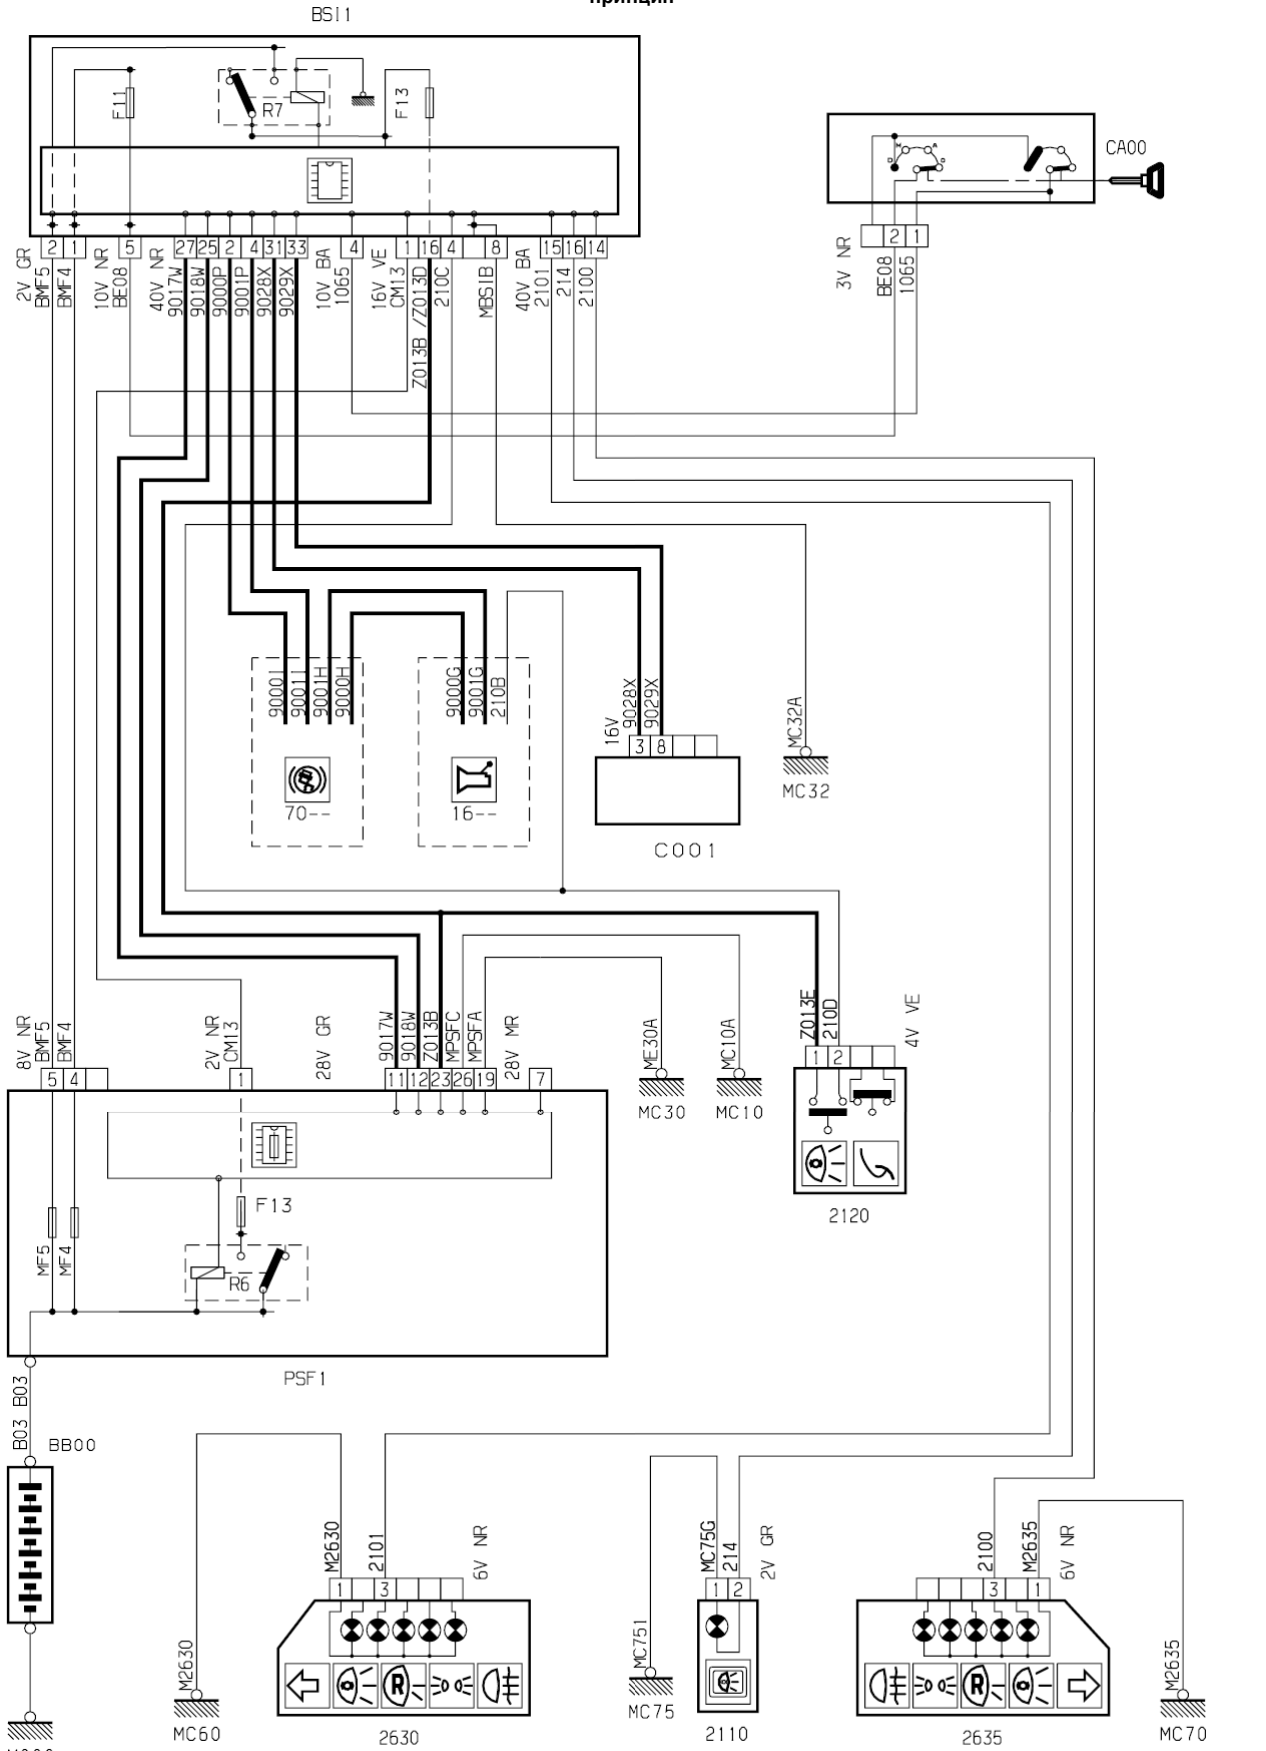 принцип
BSI1
F11
R7
F13
CA00
2 1 5 27 25 2 4 31 33 4 1 16 4 8 15 16 14
2V GR
BMF5
BMF4
10V NR
BE08
40V NR
9017W
9018W
9000P
9001P
9028X
9029X
10V BA
1065
16V VE
CM13
Z013B /Z013D
210C
MBSIB
40V BA
2101
214
2100
3V NR
2 1
BE08
1065
9000J
9001J
9001H
9000H
70--
9000G
9001G
210B
16--
16V
9028X
9029X
3 8
C001
MC32A
MC32
8V NR
BMF5
BMF4
2V NR
CM13
28V GR
9017W
9018W
Z013B
MPSFC
MPSFA
28V MR
5 4 1 11 12 23 26 19 7
ME30A
MC30
MC10A
MC10
Z013E
210D
4V VE
1 2
2120
F13
MF5
MF4
R6
PSF1
B03 B03
BB00
M2630
2101
6V NR
1 3
M2630
MC60
R
2630
MC75G
214
2V GR
1 2
MC751
MC75
2110
2100
M2635
6V NR
3 1
R
2635
M2635
MC70